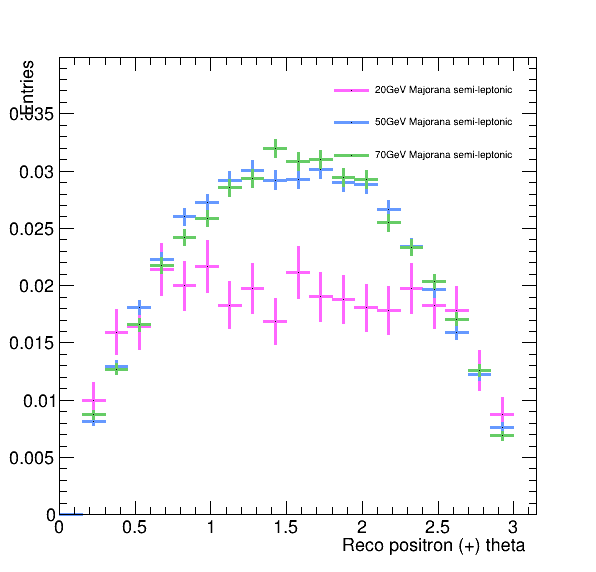 Entries
0.035
0.03
0.025
0.02
0.015
0.01
0.005
0
20GeV Majorana semi-leptonic
50GeV Majorana semi-leptonic
70GeV Majorana semi-leptonic
0 0.5 1 1.5 2 2.5 3
Reco positron (+) theta